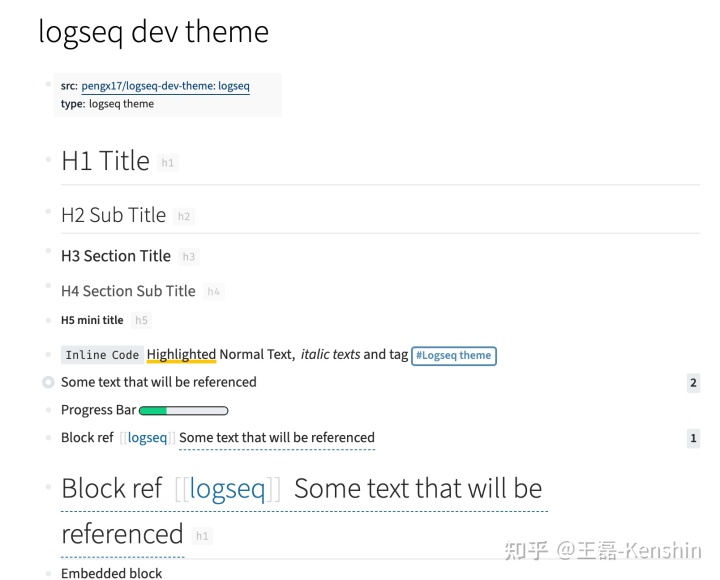 logseq dev theme
src: pengx17/logseq-dev-theme: logseq
type: logseq theme
H1 Title h1
H2 Sub Title h2
H3 Section Title h3
H4 Section Sub Title h4
H5 mini title h5
Inline Code Highlighted Normal Text, italic texts and tag #Logseq theme
Some text that will be referenced 2
Progress Bar
Block ref [[logseq]] Some text that will be referenced 1
Block ref [[logseq]] Some text that will be
referenced h1
知乎 @王磊-Kenshin
Embedded block